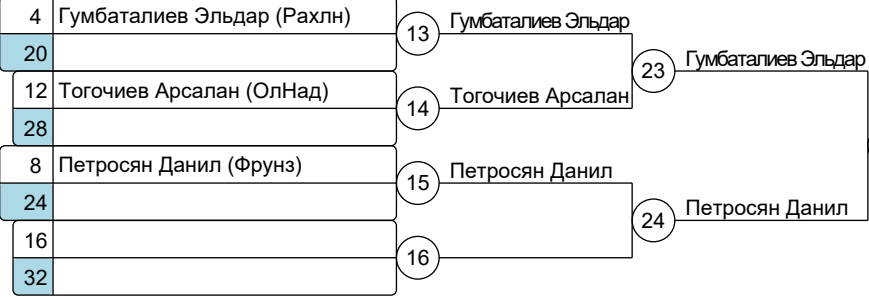 4 Гумбаталиев Эльдар (Рахлн)
20
13 Гумбаталиев Эльдар
12 Тогочиев Арсалан (ОлНад)
28
14 Тогочиев Арсалан
23 Гумбаталиев Эльдар
8 Петросян Данил (Фрунз)
24
15 Петросян Данил
16
32
16
24 Петросян Данил